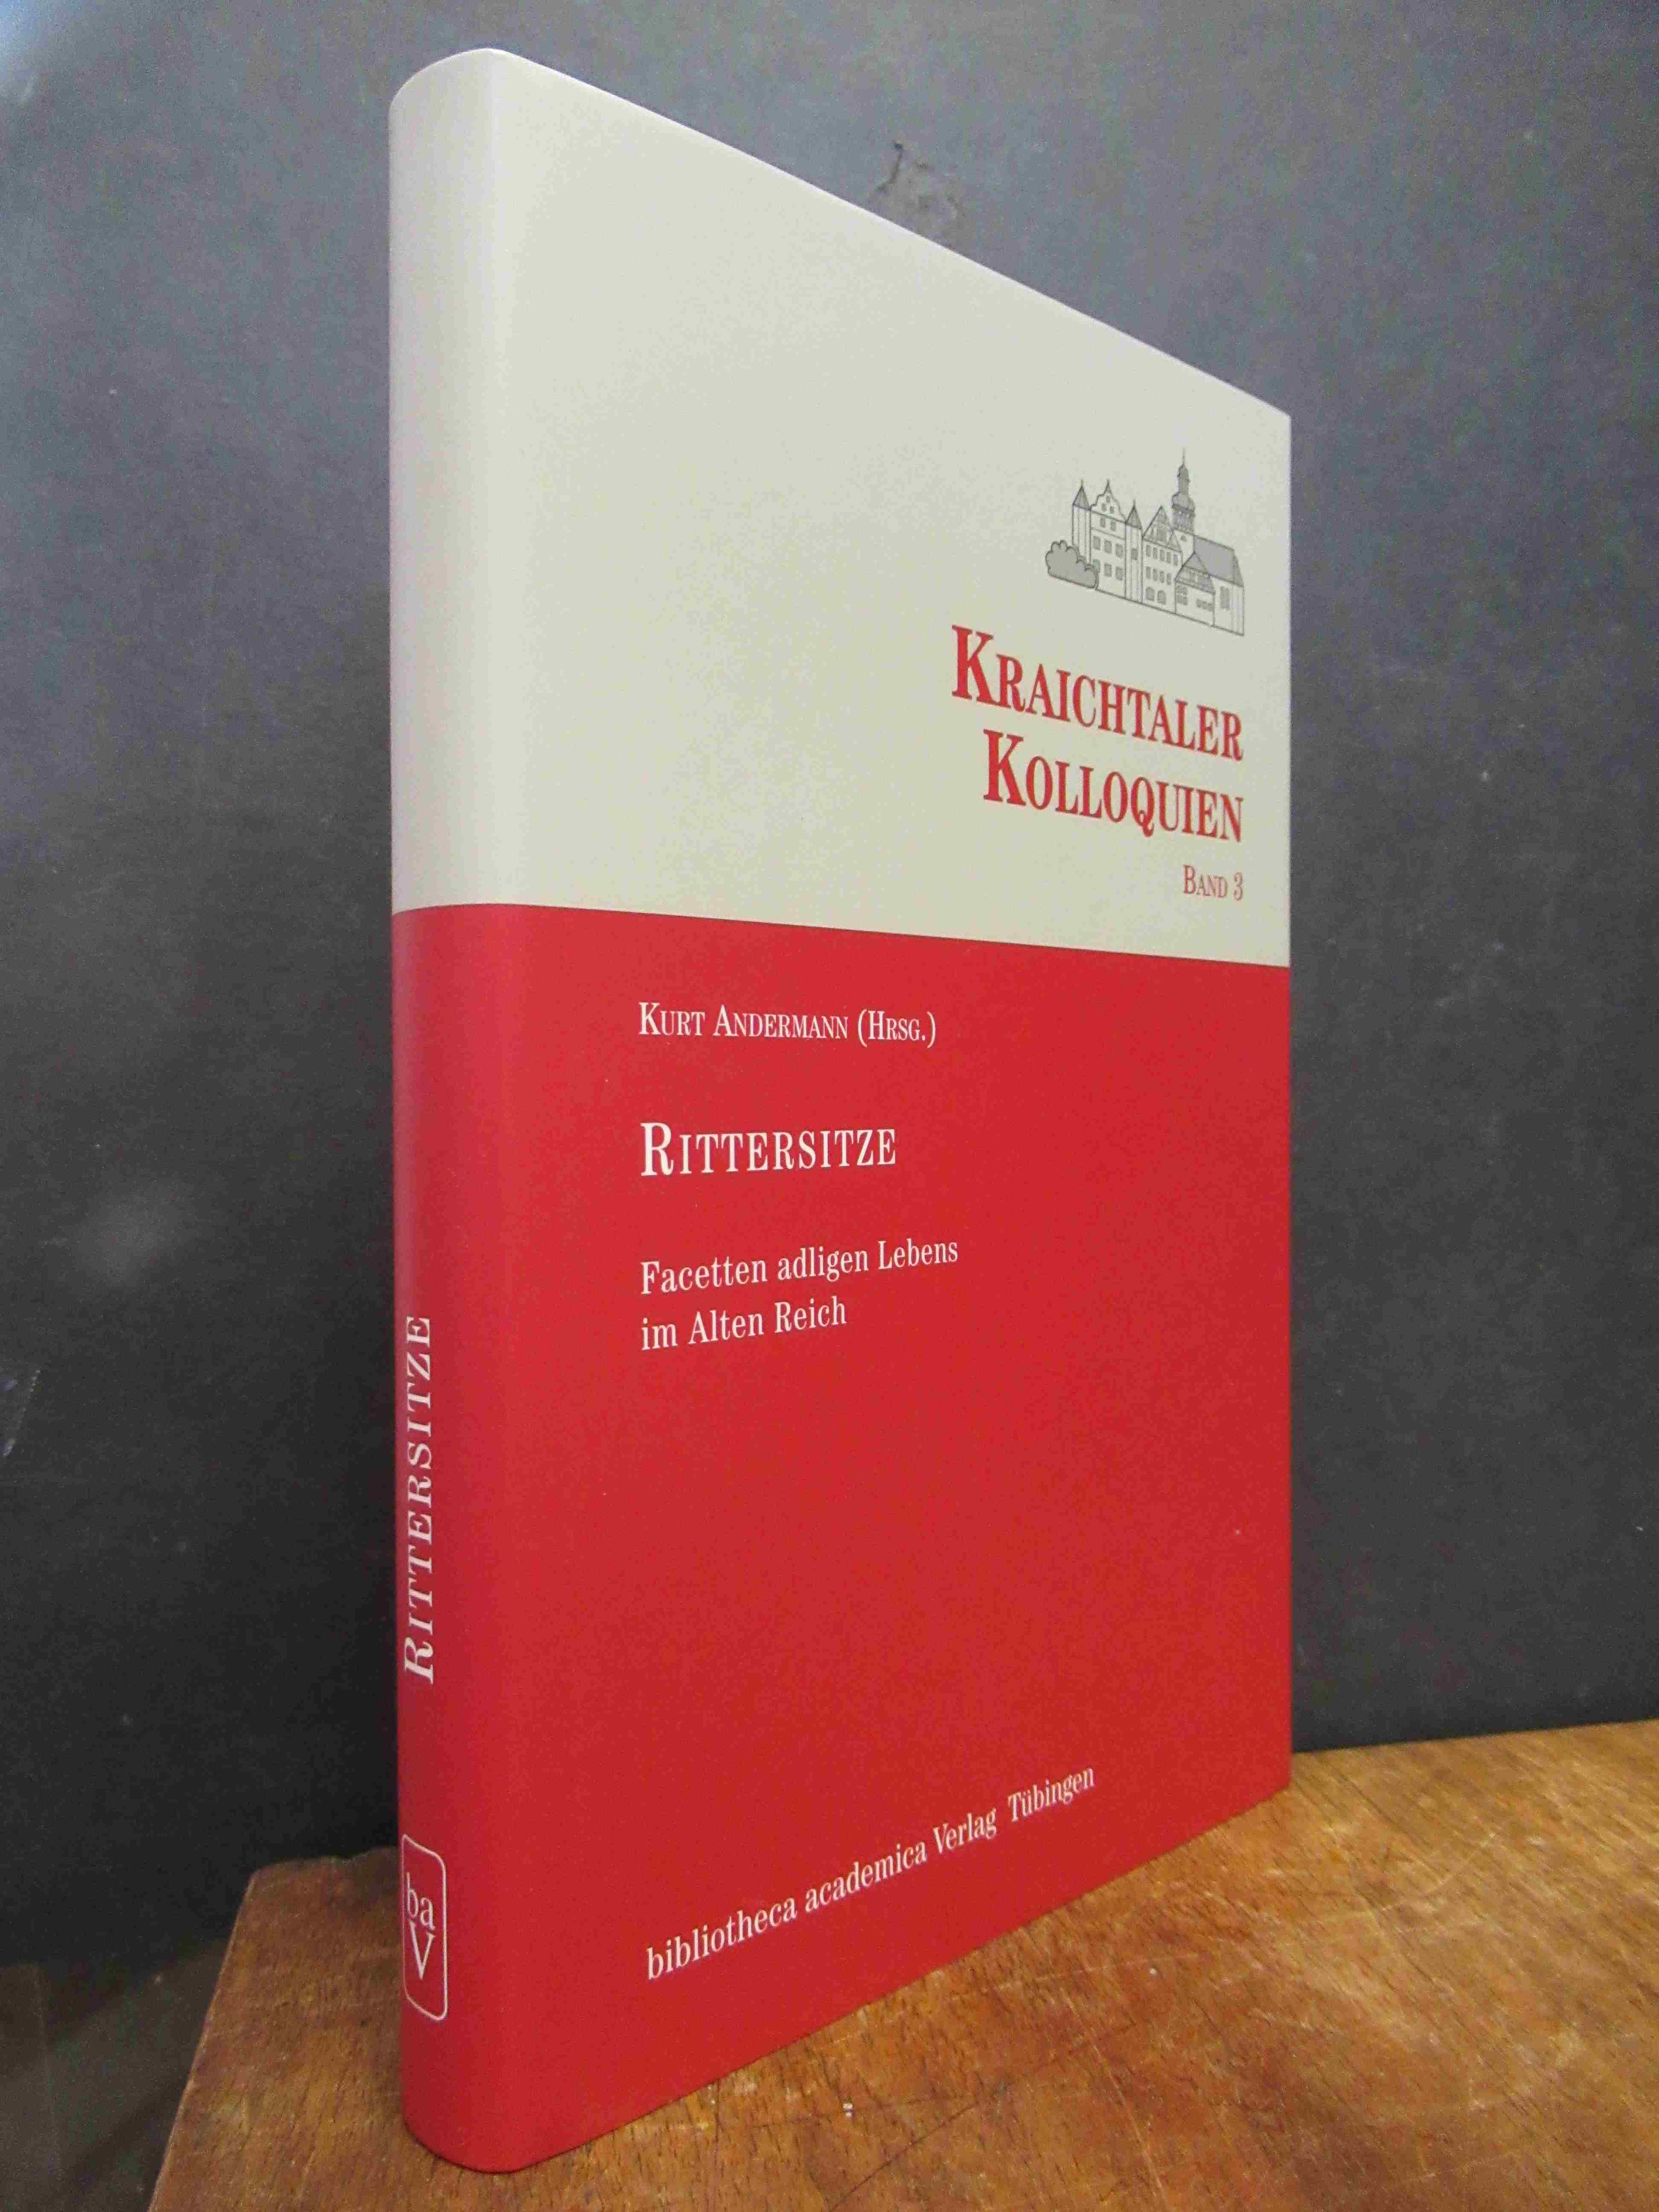 KRAICHTALER
KOLLOQUIEN
BAND 3
KURT ANDERMANN (HRSG.)
RITTERSITZE
Facetten adligen Lebens
im Alten Reich
bibliotheca academica Verlag Tübingen
RITTERSITZE
ba
V